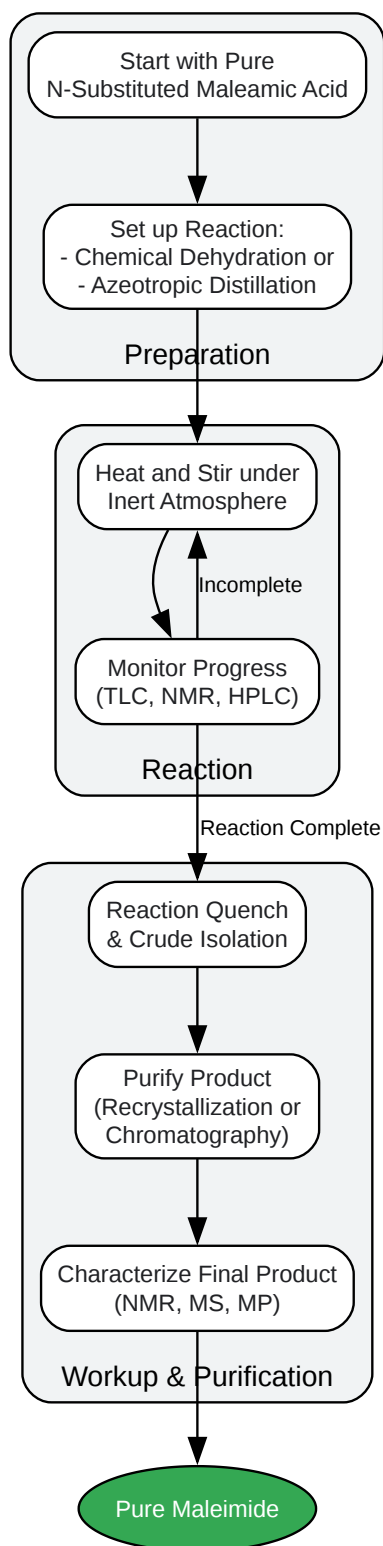 Start with Pure
N-Substituted Maleamic Acid
Set up Reaction:
- Chemical Dehydration or
- Azeotropic Distillation
Preparation
Heat and Stir under
Inert Atmosphere
Incomplete
Monitor Progress
(TLC, NMR, HPLC)
Reaction
Reaction Complete
Reaction Quench
& Crude Isolation
Purify Product
(Recrystallization or
Chromatography)
Characterize Final Product
(NMR, MS, MP)
Workup & Purification
Pure Maleimide